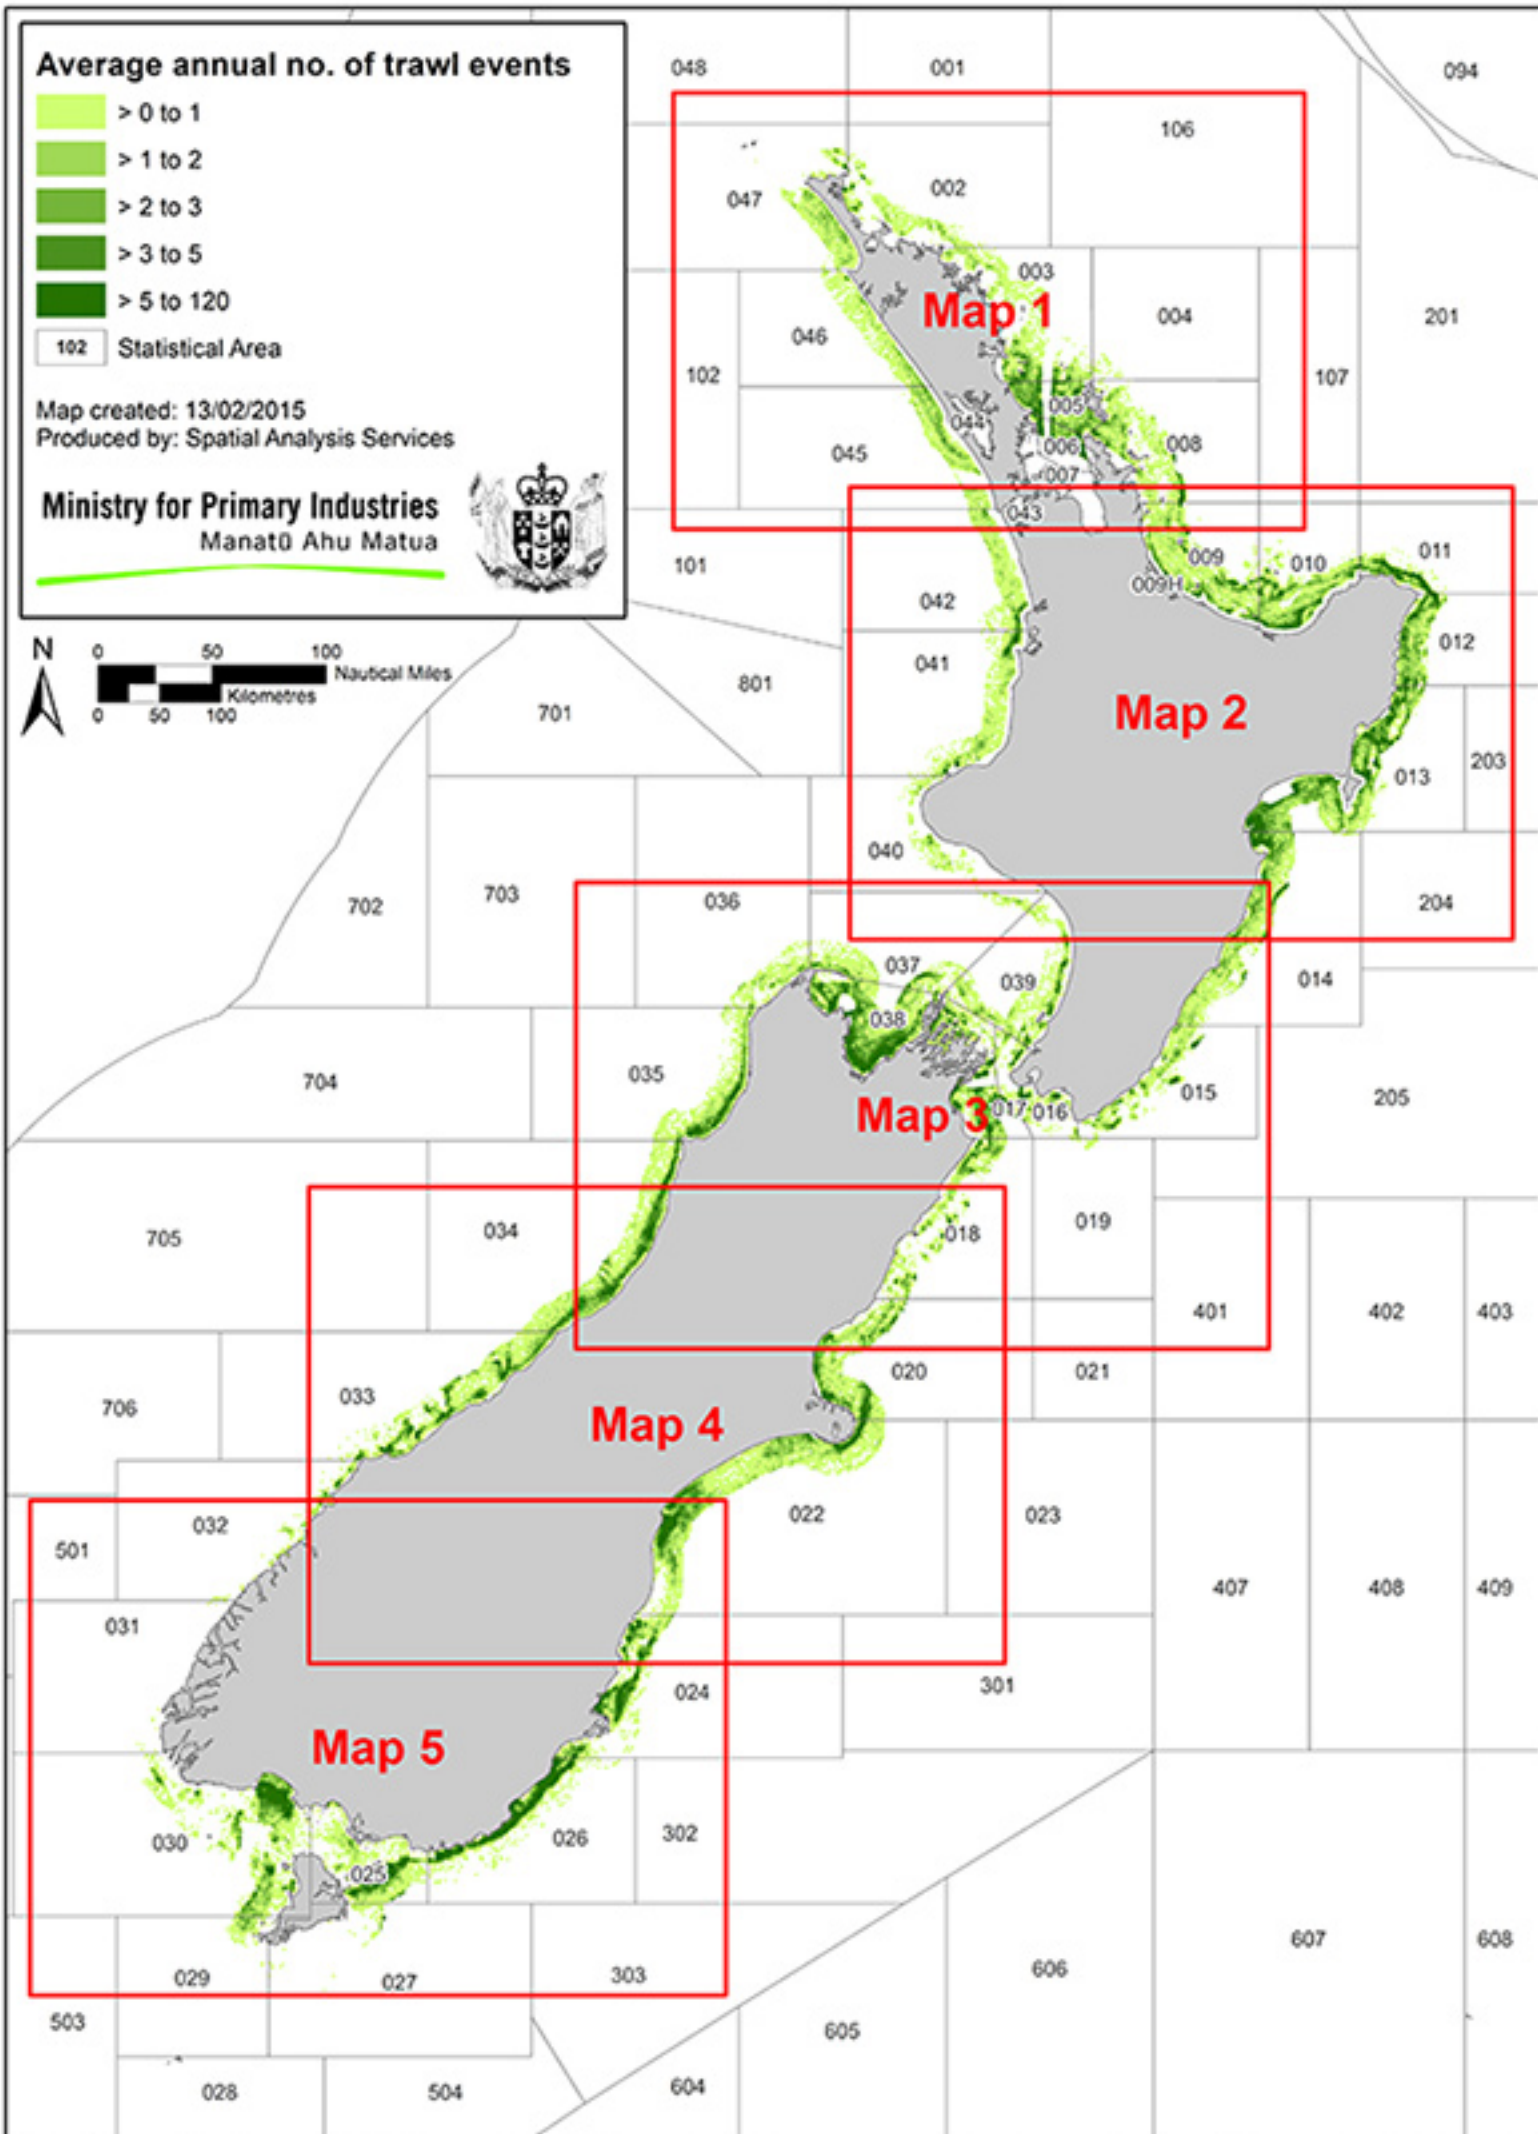 Average annual no. of trawl events
> 0 to 1
> 1 to 2
> 2 to 3
> 3 to 5
> 5 to 120
102 Statistical Area
Map created: 13/02/2015
Produced by: Spatial Analysis Services
Ministry for Primary Industries
Manatū Ahu Matua
N
0 50 100
Nautical Miles
Kilometres
0 50 100
048 001 094
106
047 002
003
Map 1
046 004 201
102 107
005
044
045 006 008
007
043
101 009 010 011
009H
042
041 012
801
701 Map 2
013 203
040
702 703 036 204
037 039 014
038
704 035 015 205
Map 3 017 016
705 034 018 019
401 402 403
706 033 020 021
Map 4
032 022 023
501
407 408 409
031
024 301
Map 5
030 026 302
025
607 608
029 027 303 606
503 605
028 504 604